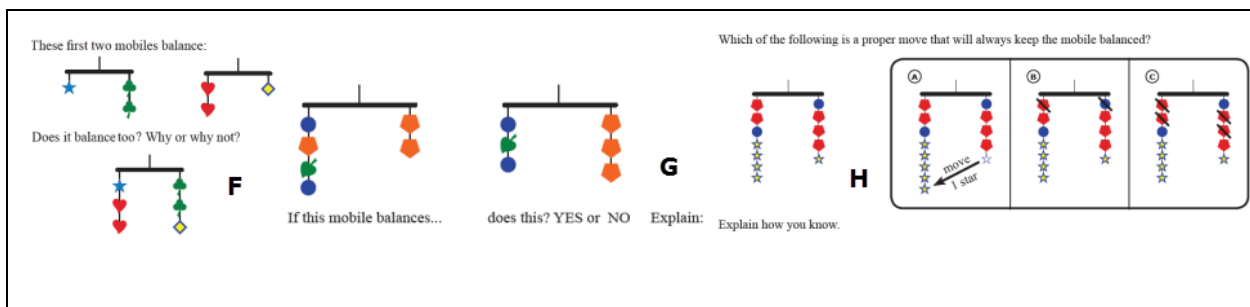 These first two mobiles balance:
Does it balance too? Why or why not?
F
If this mobile balances...
does this? YES or NO
Explain:
G
Which of the following is a proper move that will always keep the mobile balanced?
H
A
move
1 star
B
C
Explain how you know.